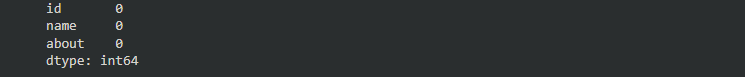 id 0
name 0
about 0
dtype: int64